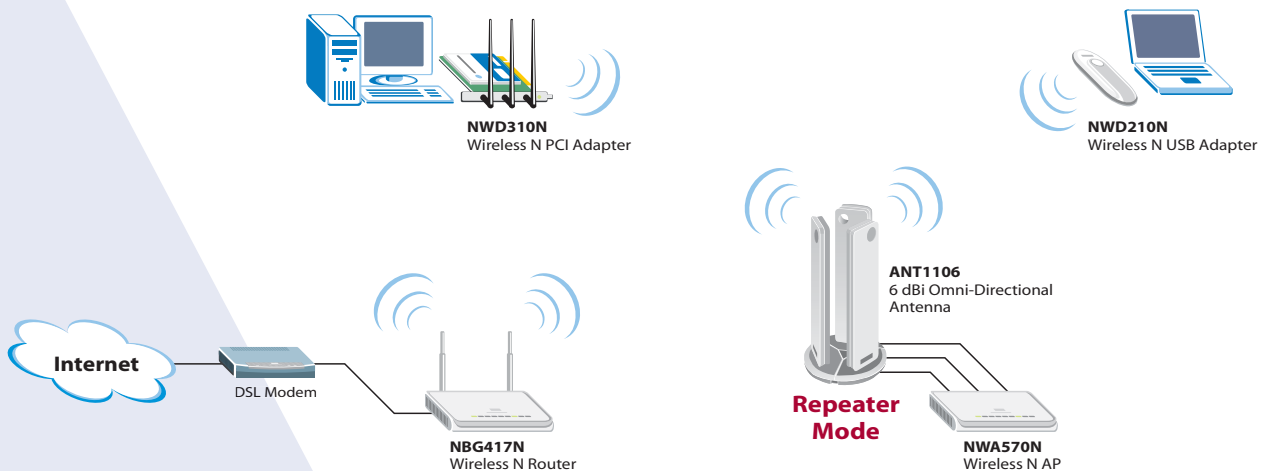 NWD310N
Wireless N PCI Adapter
NWD210N
Wireless N USB Adapter
ANT1106
6 dBi Omni-Directional
Antenna
Internet
DSL Modem
Repeater
Mode
NBG417N
Wireless N Router
NWA570N
Wireless N AP